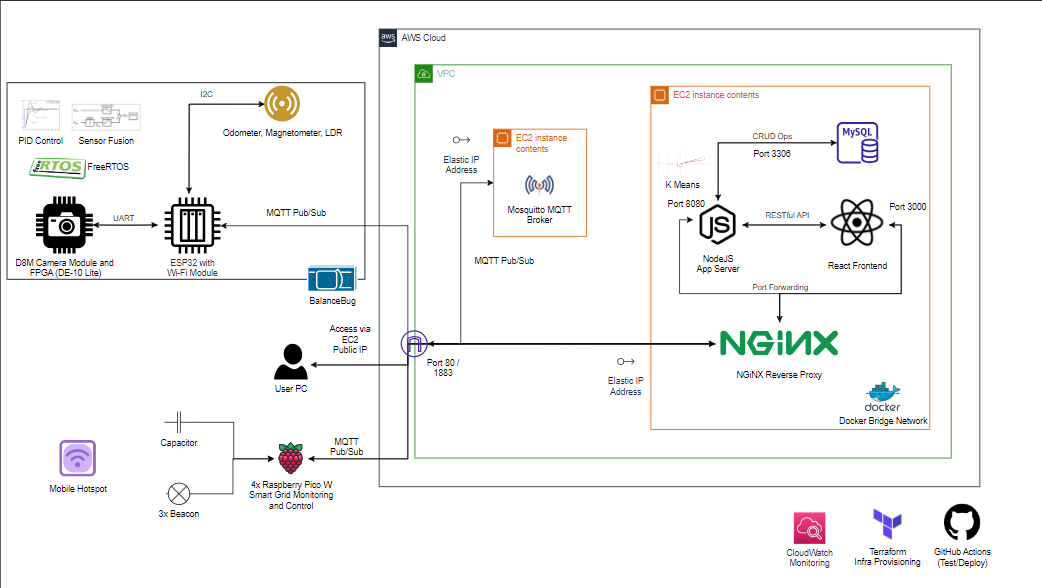 aws
AWS Cloud
VPC
EC2 instance contents
I2C
Odometer, Magnetometer, LDR
PID Control
Sensor Fusion
RTOS
FreeRTOS
UART
D8M Camera Module and
FPGA (DE-10 Lite)
ESP32 with
Wi-Fi Module
MQTT Pub/Sub
BalanceBug
Elastic IP
Address
EC2 instance
contents
Mosquitto MQTT
Broker
MQTT Pub/Sub
CRUD Ops
Port 3306
MySQL
K Means
Port 8080
JS
NodeJS
App Server
RESTful API
Port 3000
React Frontend
Port Forwarding
NGiNX
NGiNX Reverse Proxy
docker
Docker Bridge Network
Elastic IP
Address
Port 80 /
1883
Access via
EC2
Public IP
User PC
Capacitor
3x Beacon
MQTT
Pub/Sub
4x Raspberry Pico W
Smart Grid Monitoring
and Control
Mobile Hotspot
CloudWatch
Monitoring
Terraform
Infra Provisioning
GitHub Actions
(Test/Deploy)